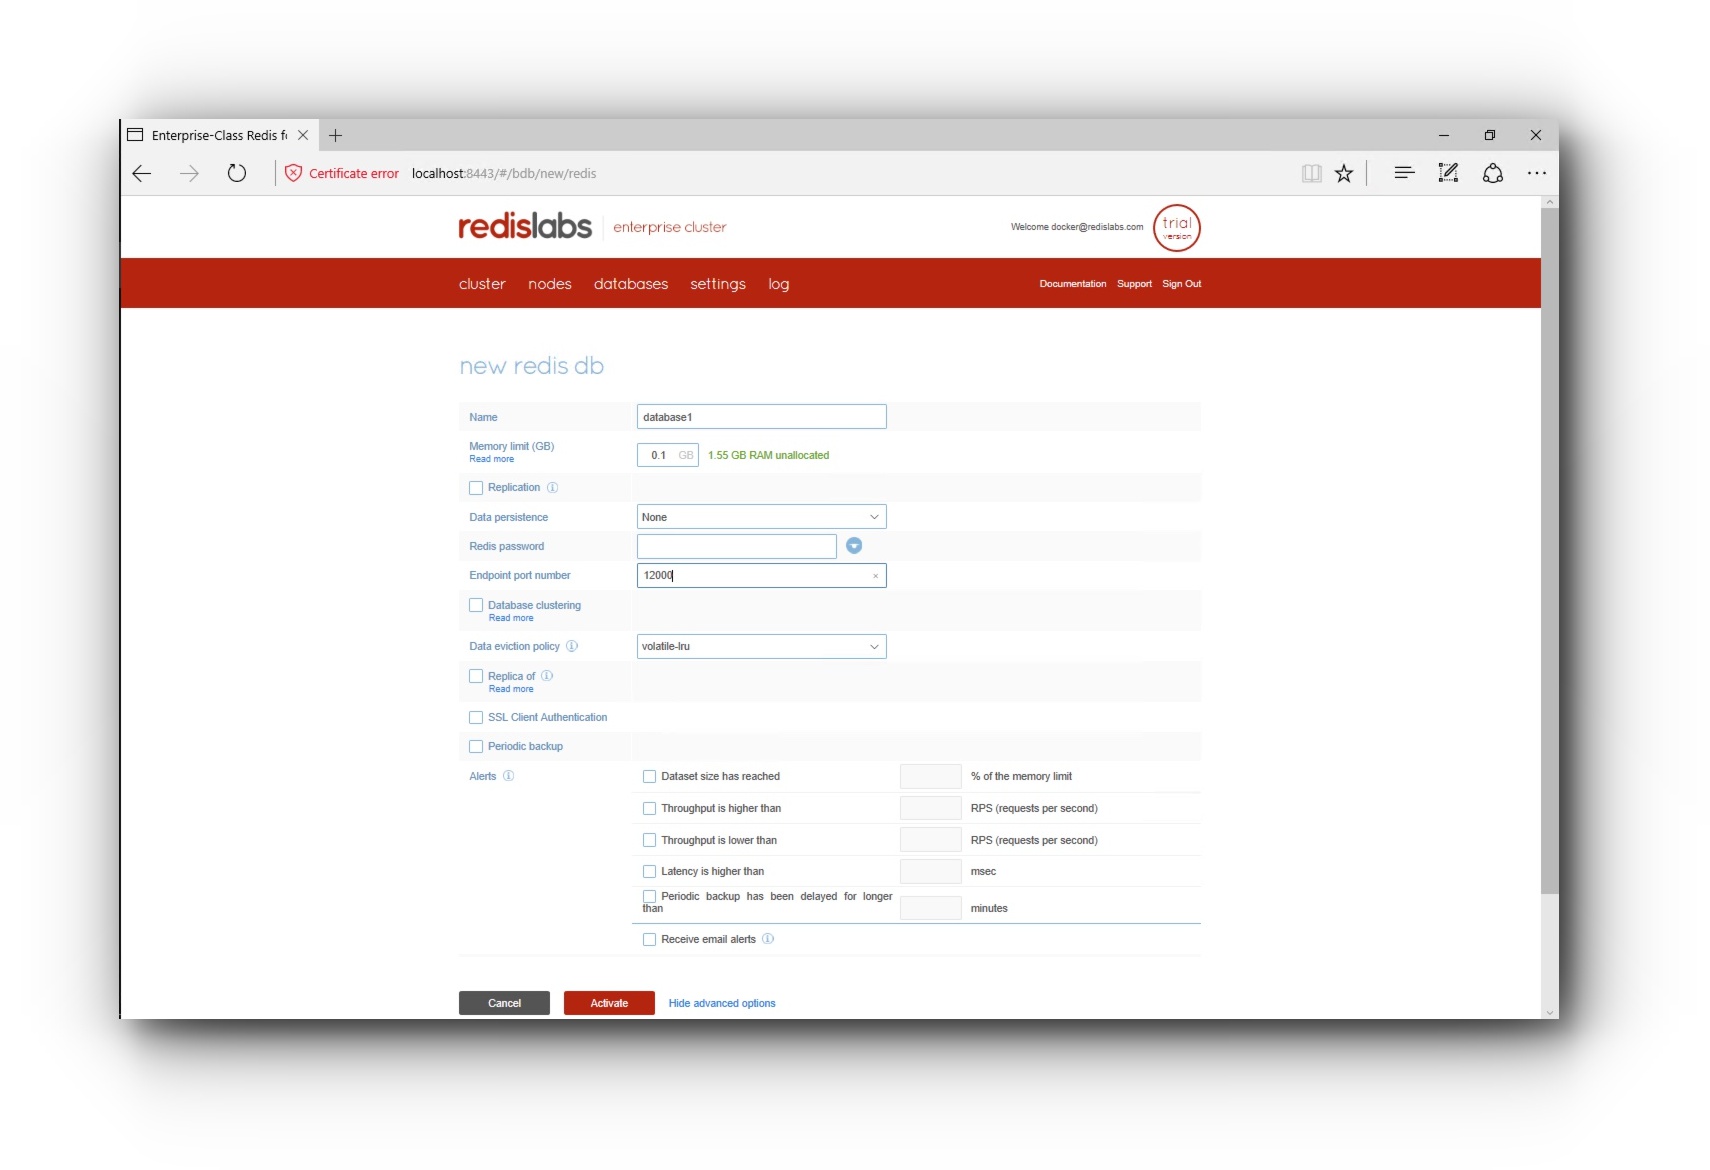 Enterprise-Class Redis fo
Certificate error localhost:8443/#/bdb/new/redis
redislabs enterprise cluster
Welcome docker@redislabs.com
trial
version
cluster nodes databases settings log
Documentation Support Sign Out
new redis db
Name database1
Memory limit (GB)
Read more
0.1 GB 1.55 GB RAM unallocated
Replication
Data persistence None
Redis password
Endpoint port number 12000
Database clustering
Read more
Data eviction policy volatile-lru
Replica of
Read more
SSL Client Authentication
Periodic backup
Alerts
Dataset size has reached % of the memory limit
Throughput is higher than RPS (requests per second)
Throughput is lower than RPS (requests per second)
Latency is higher than msec
Periodic backup has been delayed for longer
than minutes
Receive email alerts
Cancel Activate Hide advanced options